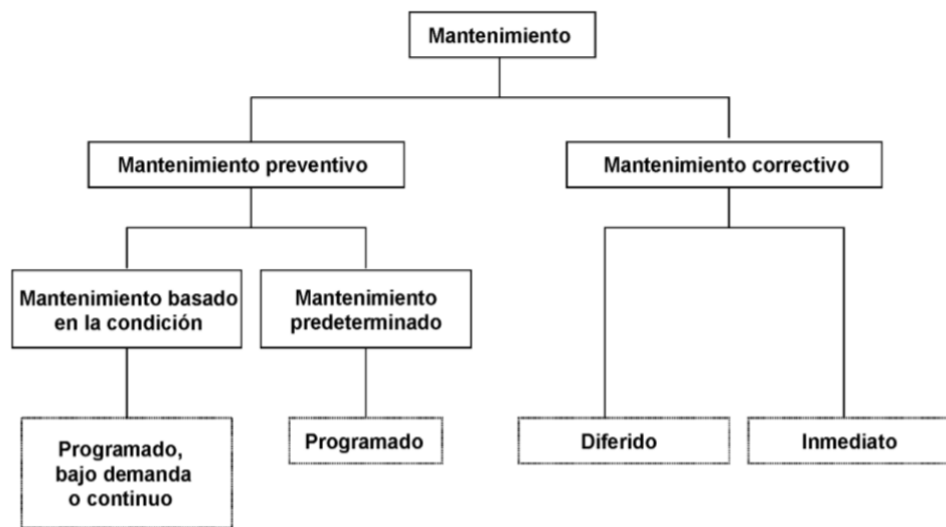 Mantenimiento
Mantenimiento preventivo
Mantenimiento correctivo
Mantenimiento basado
en la condición
Mantenimiento
predeterminado
Programado,
bajo demanda
o continuo
Programado
Diferido
Inmediato